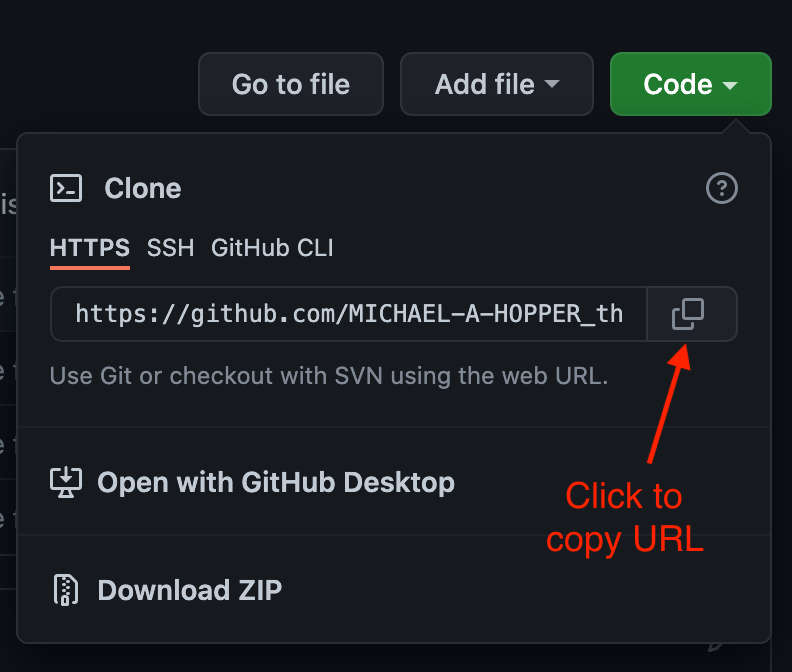 Go to file Add file Code
Clone
HTTPS SSH GitHub CLI
https://github.com/MICHAEL-A-HOPPER_th
Use Git or checkout with SVN using the web URL.
Open with GitHub Desktop
Click to
copy URL
Download ZIP